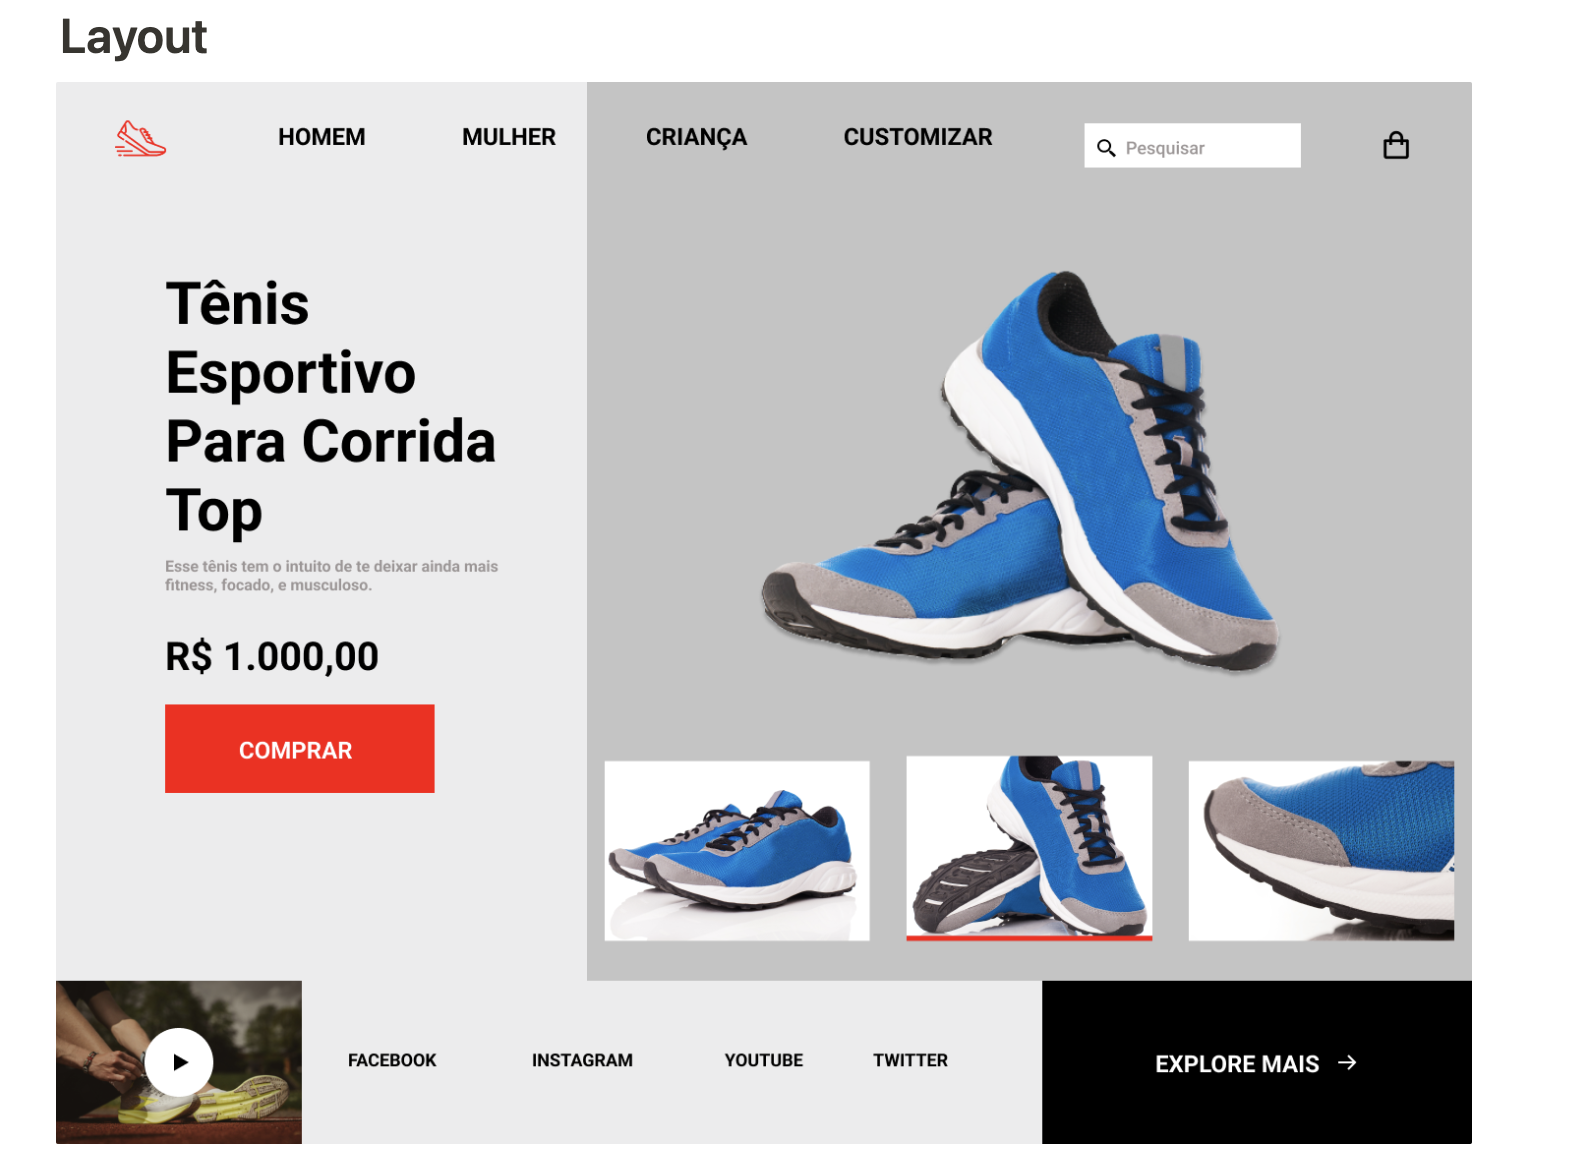 Layout
HOMEM
MULHER
CRIANÇA
CUSTOMIZAR
Pesquisar
Tênis
Esportivo
Para Corrida
Top
Esse tênis tem o intuito de te deixar ainda mais
fitness, focado, e musculoso.
R$ 1.000,00
COMPRAR
FACEBOOK
INSTAGRAM
YOUTUBE
TWITTER
EXPLORE MAIS →